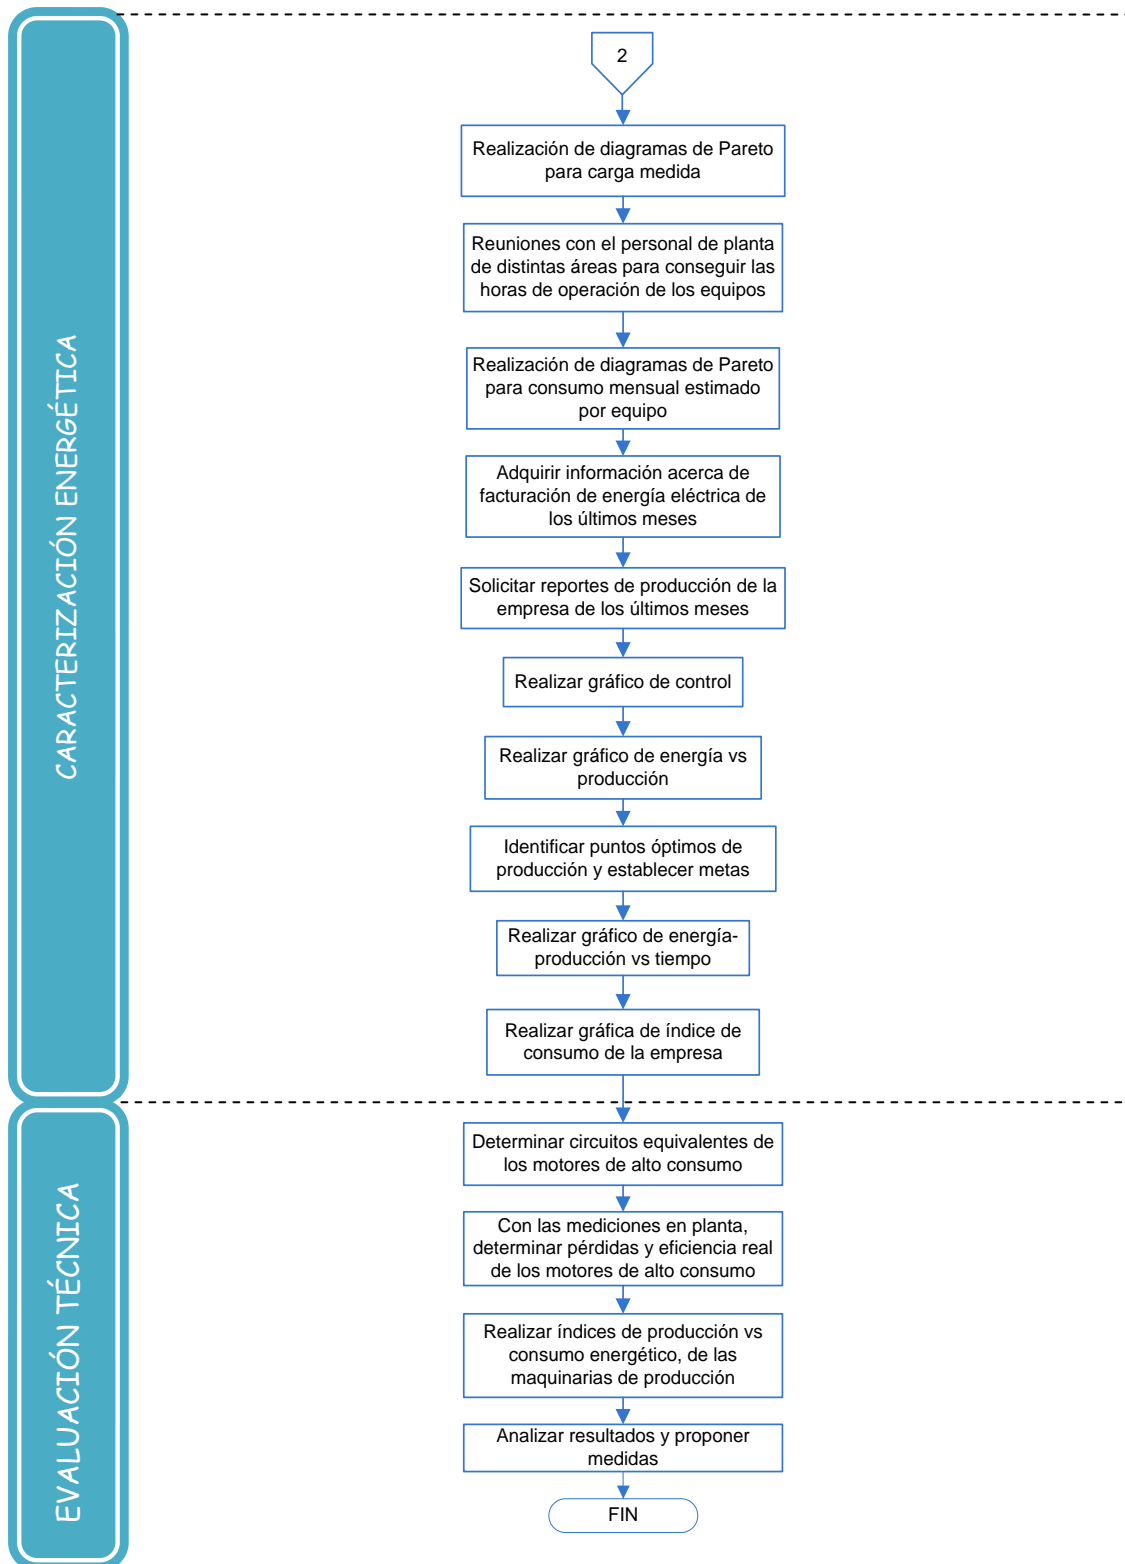 CARACTERIZACIÓN ENERGÉTICA
2
Realización de diagramas de Pareto
para carga medida
Reuniones con el personal de planta
de distintas áreas para conseguir las
horas de operación de los equipos
Realización de diagramas de Pareto
para consumo mensual estimado
por equipo
Adquirir información acerca de
facturación de energía eléctrica de
los últimos meses
Solicitar reportes de producción de la
empresa de los últimos meses
Realizar gráfico de control
Realizar gráfico de energía vs
producción
Identificar puntos óptimos de
producción y establecer metas
Realizar gráfico de energía-
producción vs tiempo
Realizar gráfica de índice de
consumo de la empresa
EVALUACIÓN TÉCNICA
Determinar circuitos equivalentes de
los motores de alto consumo
Con las mediciones en planta,
determinar pérdidas y eficiencia real
de los motores de alto consumo
Realizar índices de producción vs
consumo energético, de las
maquinarias de producción
Analizar resultados y proponer
medidas
FIN